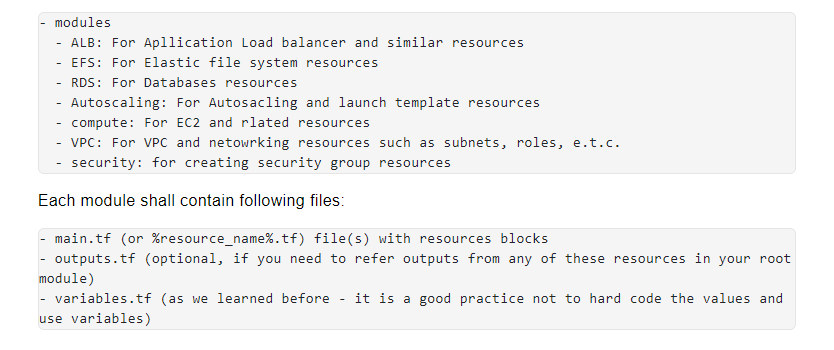 - modules
- ALB: For Apllication Load balancer and similar resources
- EFS: For Elastic file system resources
- RDS: For Databases resources
- Autoscaling: For Autosacling and launch template resources
- compute: For EC2 and rlated resources
- VPC: For VPC and netowrking resources such as subnets, roles, e.t.c.
- security: for creating security group resources
Each module shall contain following files:
- main.tf (or %resource_name%.tf) file(s) with resources blocks
- outputs.tf (optional, if you need to refer outputs from any of these resources in your root
module)
- variables.tf (as we learned before - it is a good practice not to hard code the values and
use variables)